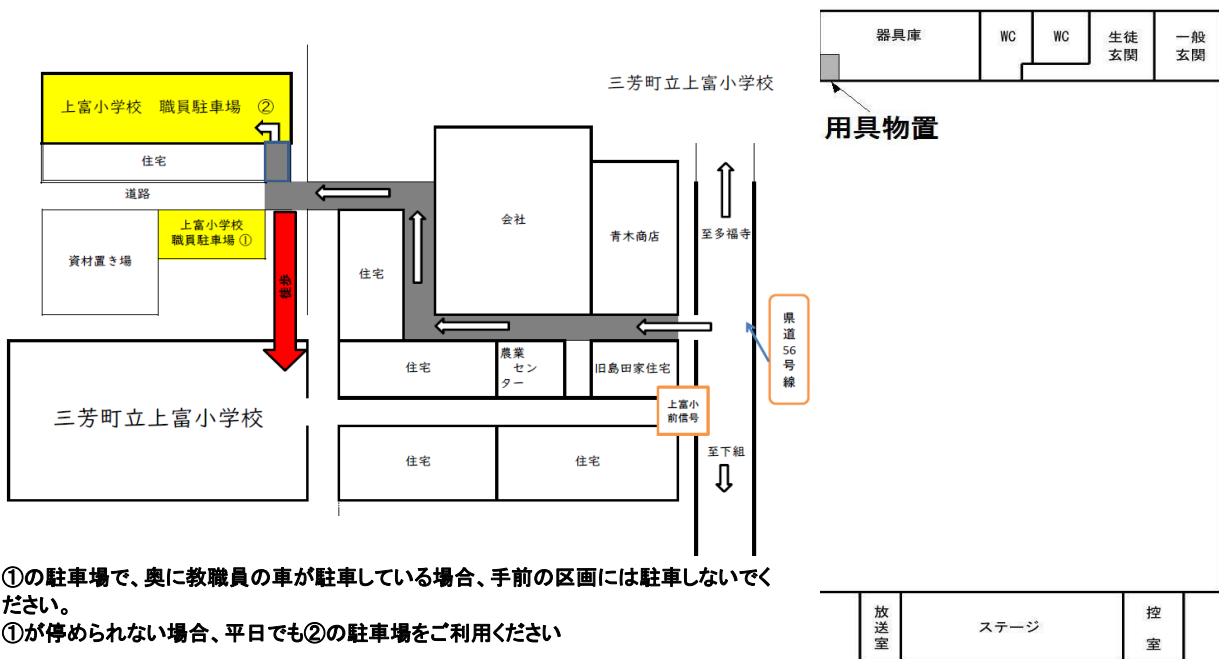 三芳町立上富小学校
上富小学校　職員駐車場　②
住宅
道路
上富小学校
職員駐車場 ①
資材置き場
徒歩
三芳町立上富小学校
会社
青木商店
至多福寺
住宅
県道56号線
住宅
農業
センター
旧島田家住宅
上富小
前信号
住宅
住宅
至下組
①の駐車場で、奥に教職員の車が駐車している場合、手前の区画には駐車しないでく
ださい。
①が停められない場合、平日でも②の駐車場をご利用ください
器具庫
WC
WC
生徒
玄関
一般
玄関
用具物置
放送室
ステージ
控室